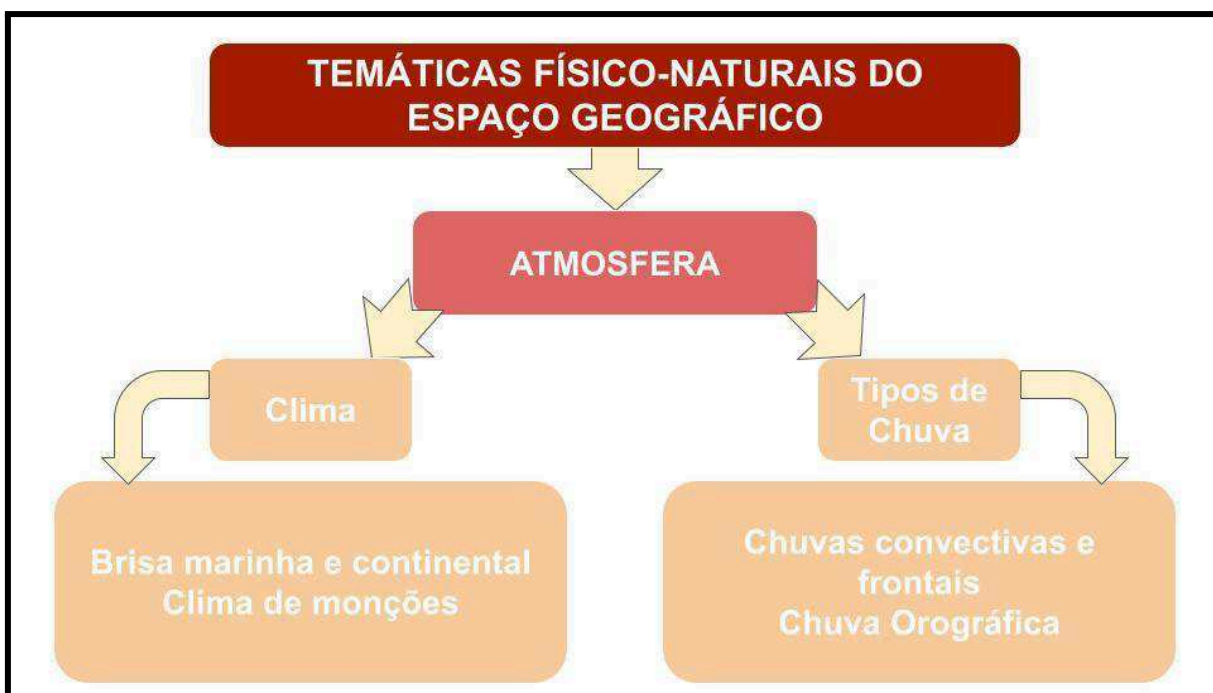 TEMÁTICAS FÍSICO-NATURAIS DO
ESPAÇO GEOGRÁFICO
ATMOSFERA
Clima
Tipos de
Chuva
Brisa marinha e continental
Clima de monções
Chuvas convectivas e
frontais
Chuva Orográfica